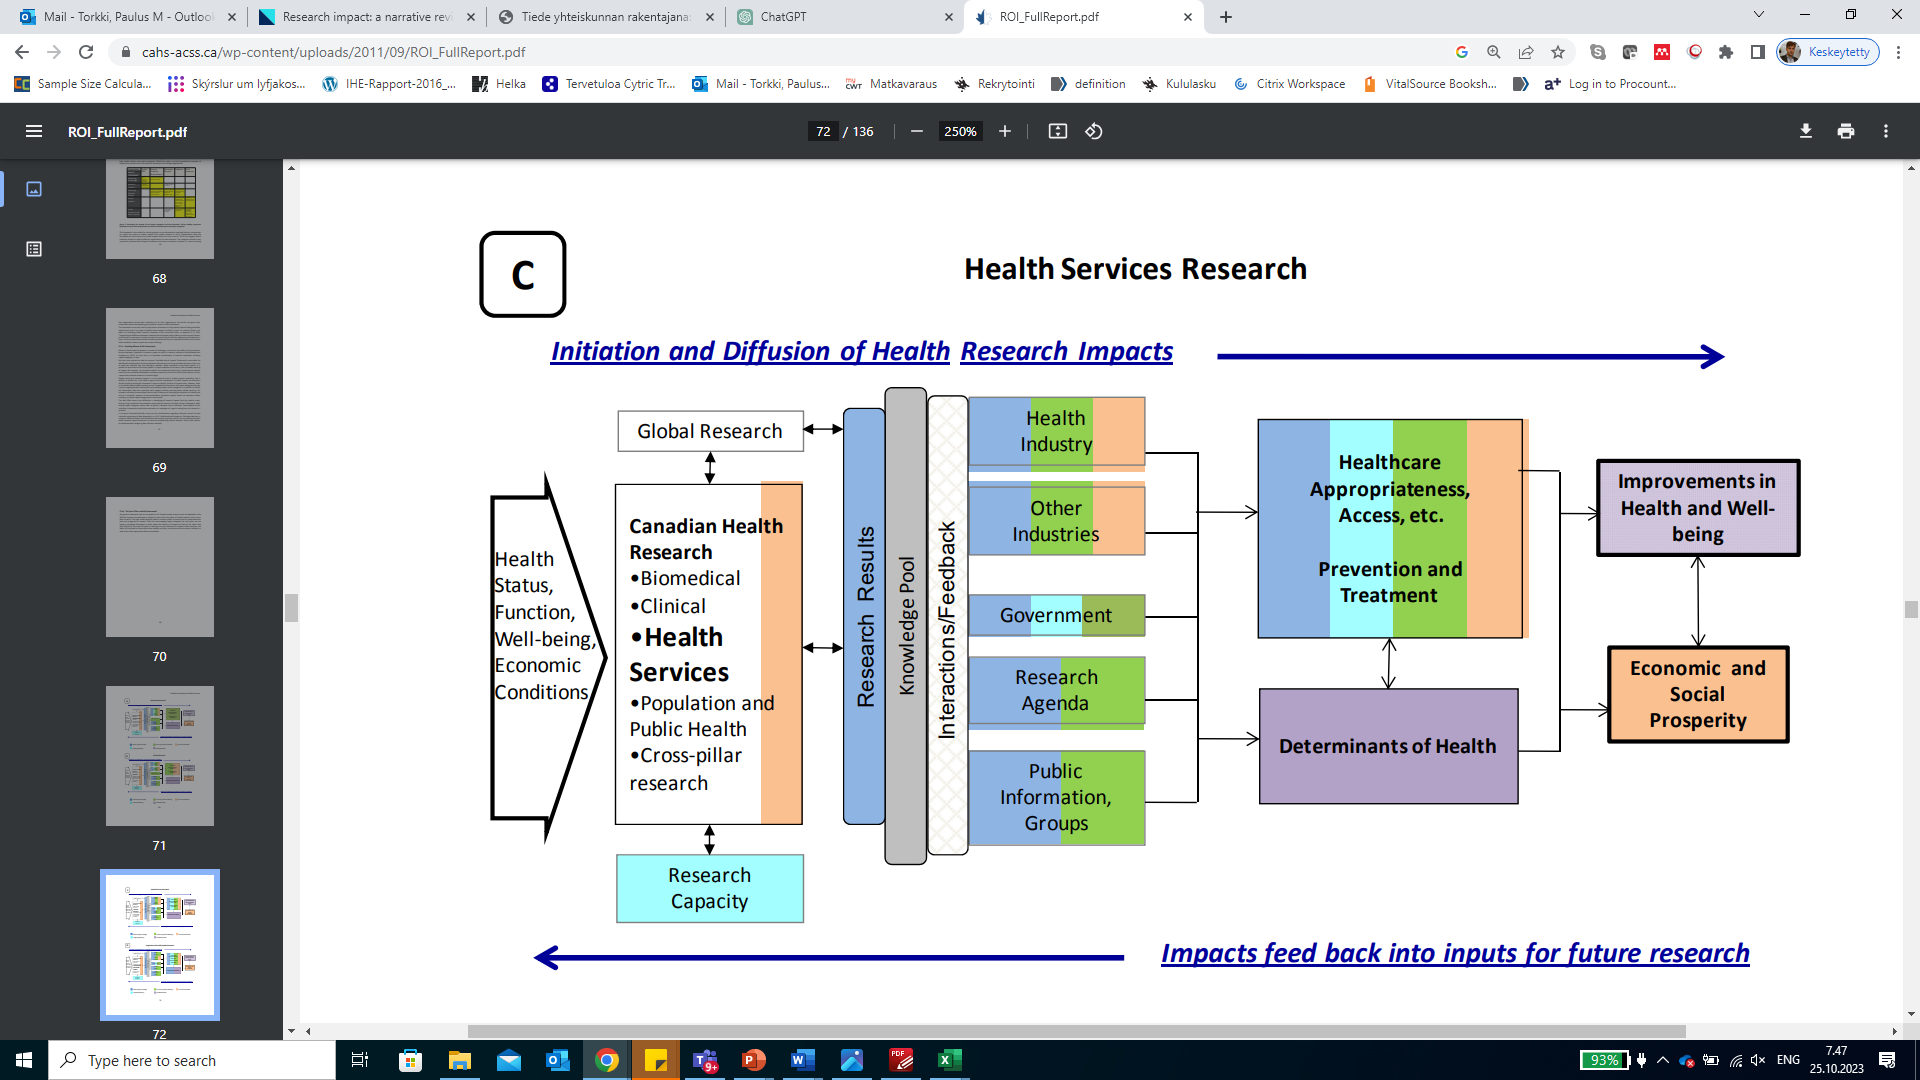 Mail - Torkki, Paulus M - Outloo
Research impact: a narrative revi
Tiede yhteiskunnan rakentajana:
ChatGPT
ROI_FullReport.pdf
cahs-acss.ca/wp-content/uploads/2011/09/ROI_FullReport.pdf
Keskeytetty
Sample Size Calcula...
Skýrslur um lyfjakos...
IHE-Rapport-2016_...
Helka
Tervetuloa Cytric Tr...
Mail - Torkki, Paulus...
my CWT
Matkavaraus
Rekrytointi
definition
Kululasku
Citrix Workspace
VitalSource Booksh...
Log in to Procount...
ROI_FullReport.pdf
72 / 136
250%
68
69
70
71
72
C
Health Services Research
Initiation and Diffusion of Health Research Impacts
Health
Status,
Function,
Well-being,
Economic
Conditions
Global Research
Canadian Health
Research
•Biomedical
•Clinical
•Health
Services
•Population and
Public Health
•Cross-pillar
research
Research
Capacity
Research Results
Knowledge Pool
Interactions/Feedback
Health
Industry
Other
Industries
Government
Research
Agenda
Public
Information,
Groups
Healthcare
Appropriateness,
Access, etc.
Prevention and
Treatment
Determinants of Health
Improvements in
Health and Well-
being
Economic and
Social
Prosperity
Impacts feed back into inputs for future research
Type here to search
9+
PDF
93%
ENG
7.47
25.10.2023